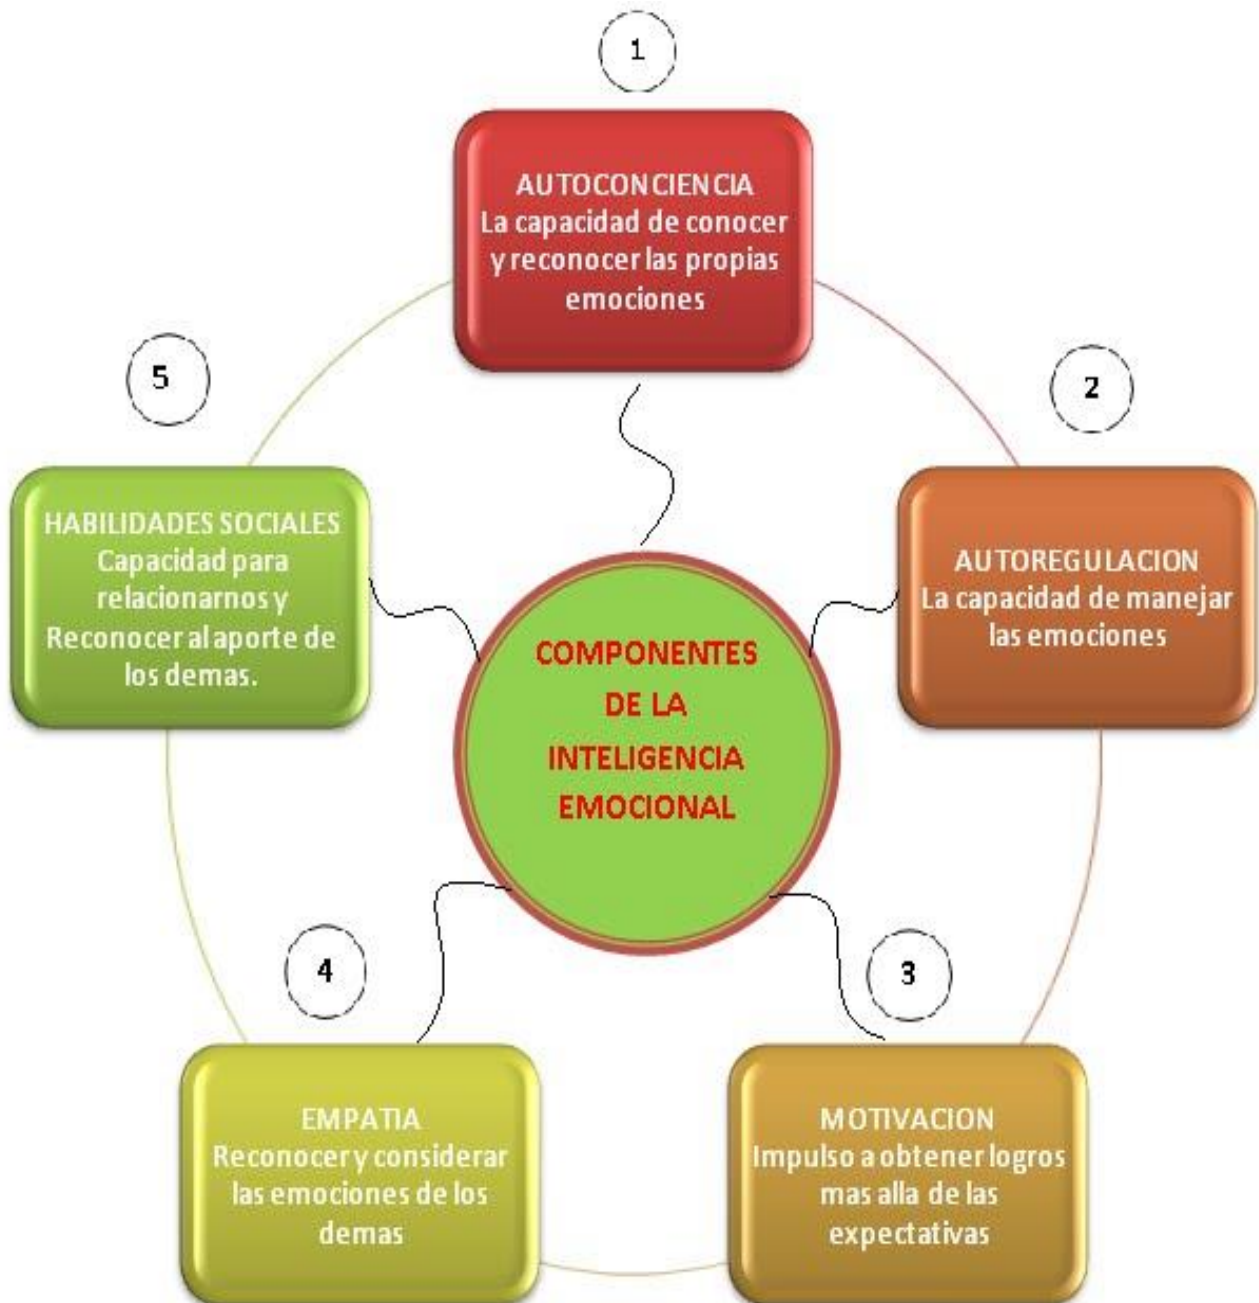 1
AUTOCONCIENCIA
La capacidad de conocer
y reconocer las propias
emociones
2
AUTOREGULACION
La capacidad de manejar
las emociones
3
MOTIVACION
Impulso a obtener logros
mas alla de las
expectativas
4
EMPATIA
Reconocer y considerar
las emociones de los
demas
5
HABILIDADES SOCIALES
Capacidad para
relacionarnos y
Reconocer al aporte de
los demas.
COMPONENTES
DE LA
INTELIGENCIA
EMOCIONAL